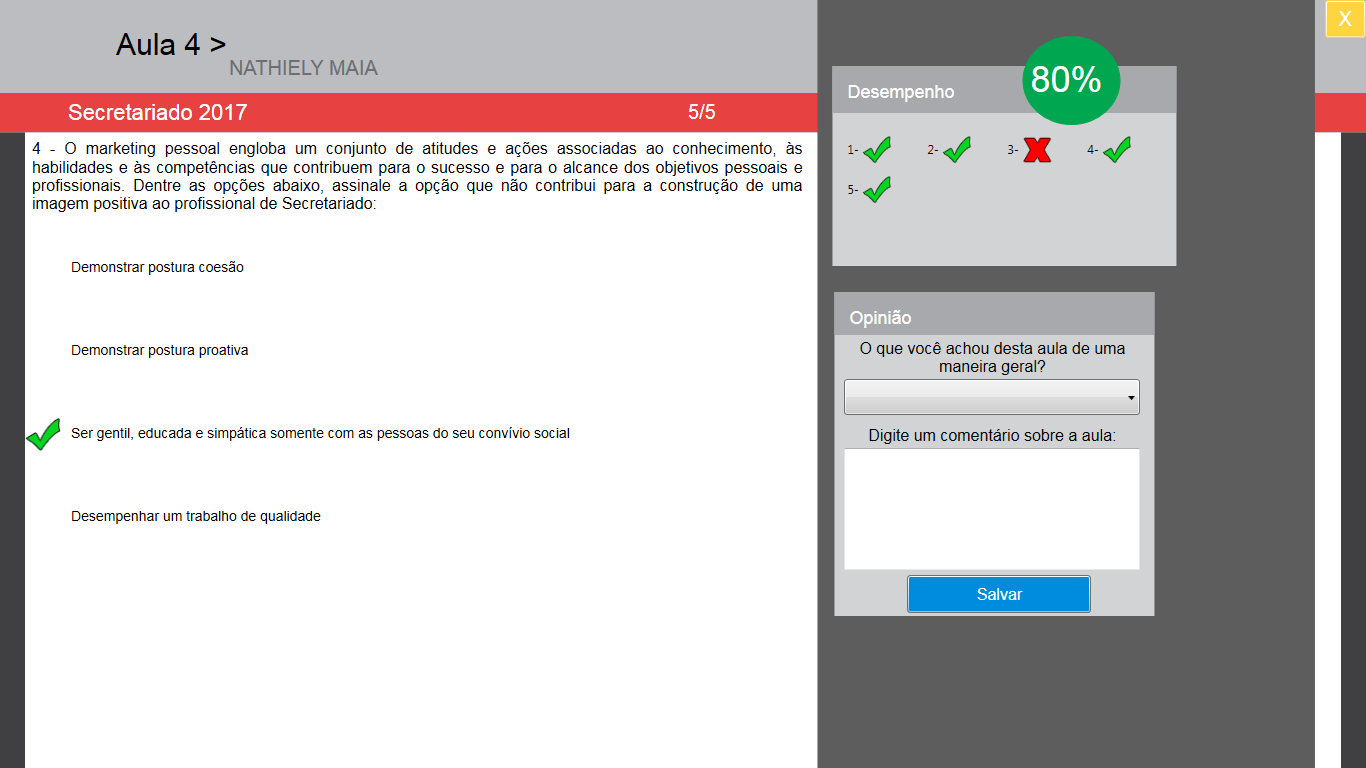 Aula 4 >
NATHIELY MAIA
Secretariado 2017
5/5
4 - O marketing pessoal engloba um conjunto de atitudes e ações associadas ao conhecimento, às
habilidades e às competências que contribuem para o sucesso e para o alcance dos objetivos pessoais e
profissionais. Dentre as opções abaixo, assinale a opção que não contribui para a construção de uma
imagem positiva ao profissional de Secretariado:
Demonstrar postura coesão
Demonstrar postura proativa
Ser gentil, educada e simpática somente com as pessoas do seu convívio social
Desempenhar um trabalho de qualidade
X
Desempenho
80%
1-
2-
3-
4-
5-
Opinião
O que você achou desta aula de uma
maneira geral?
Digite um comentário sobre a aula:
Salvar